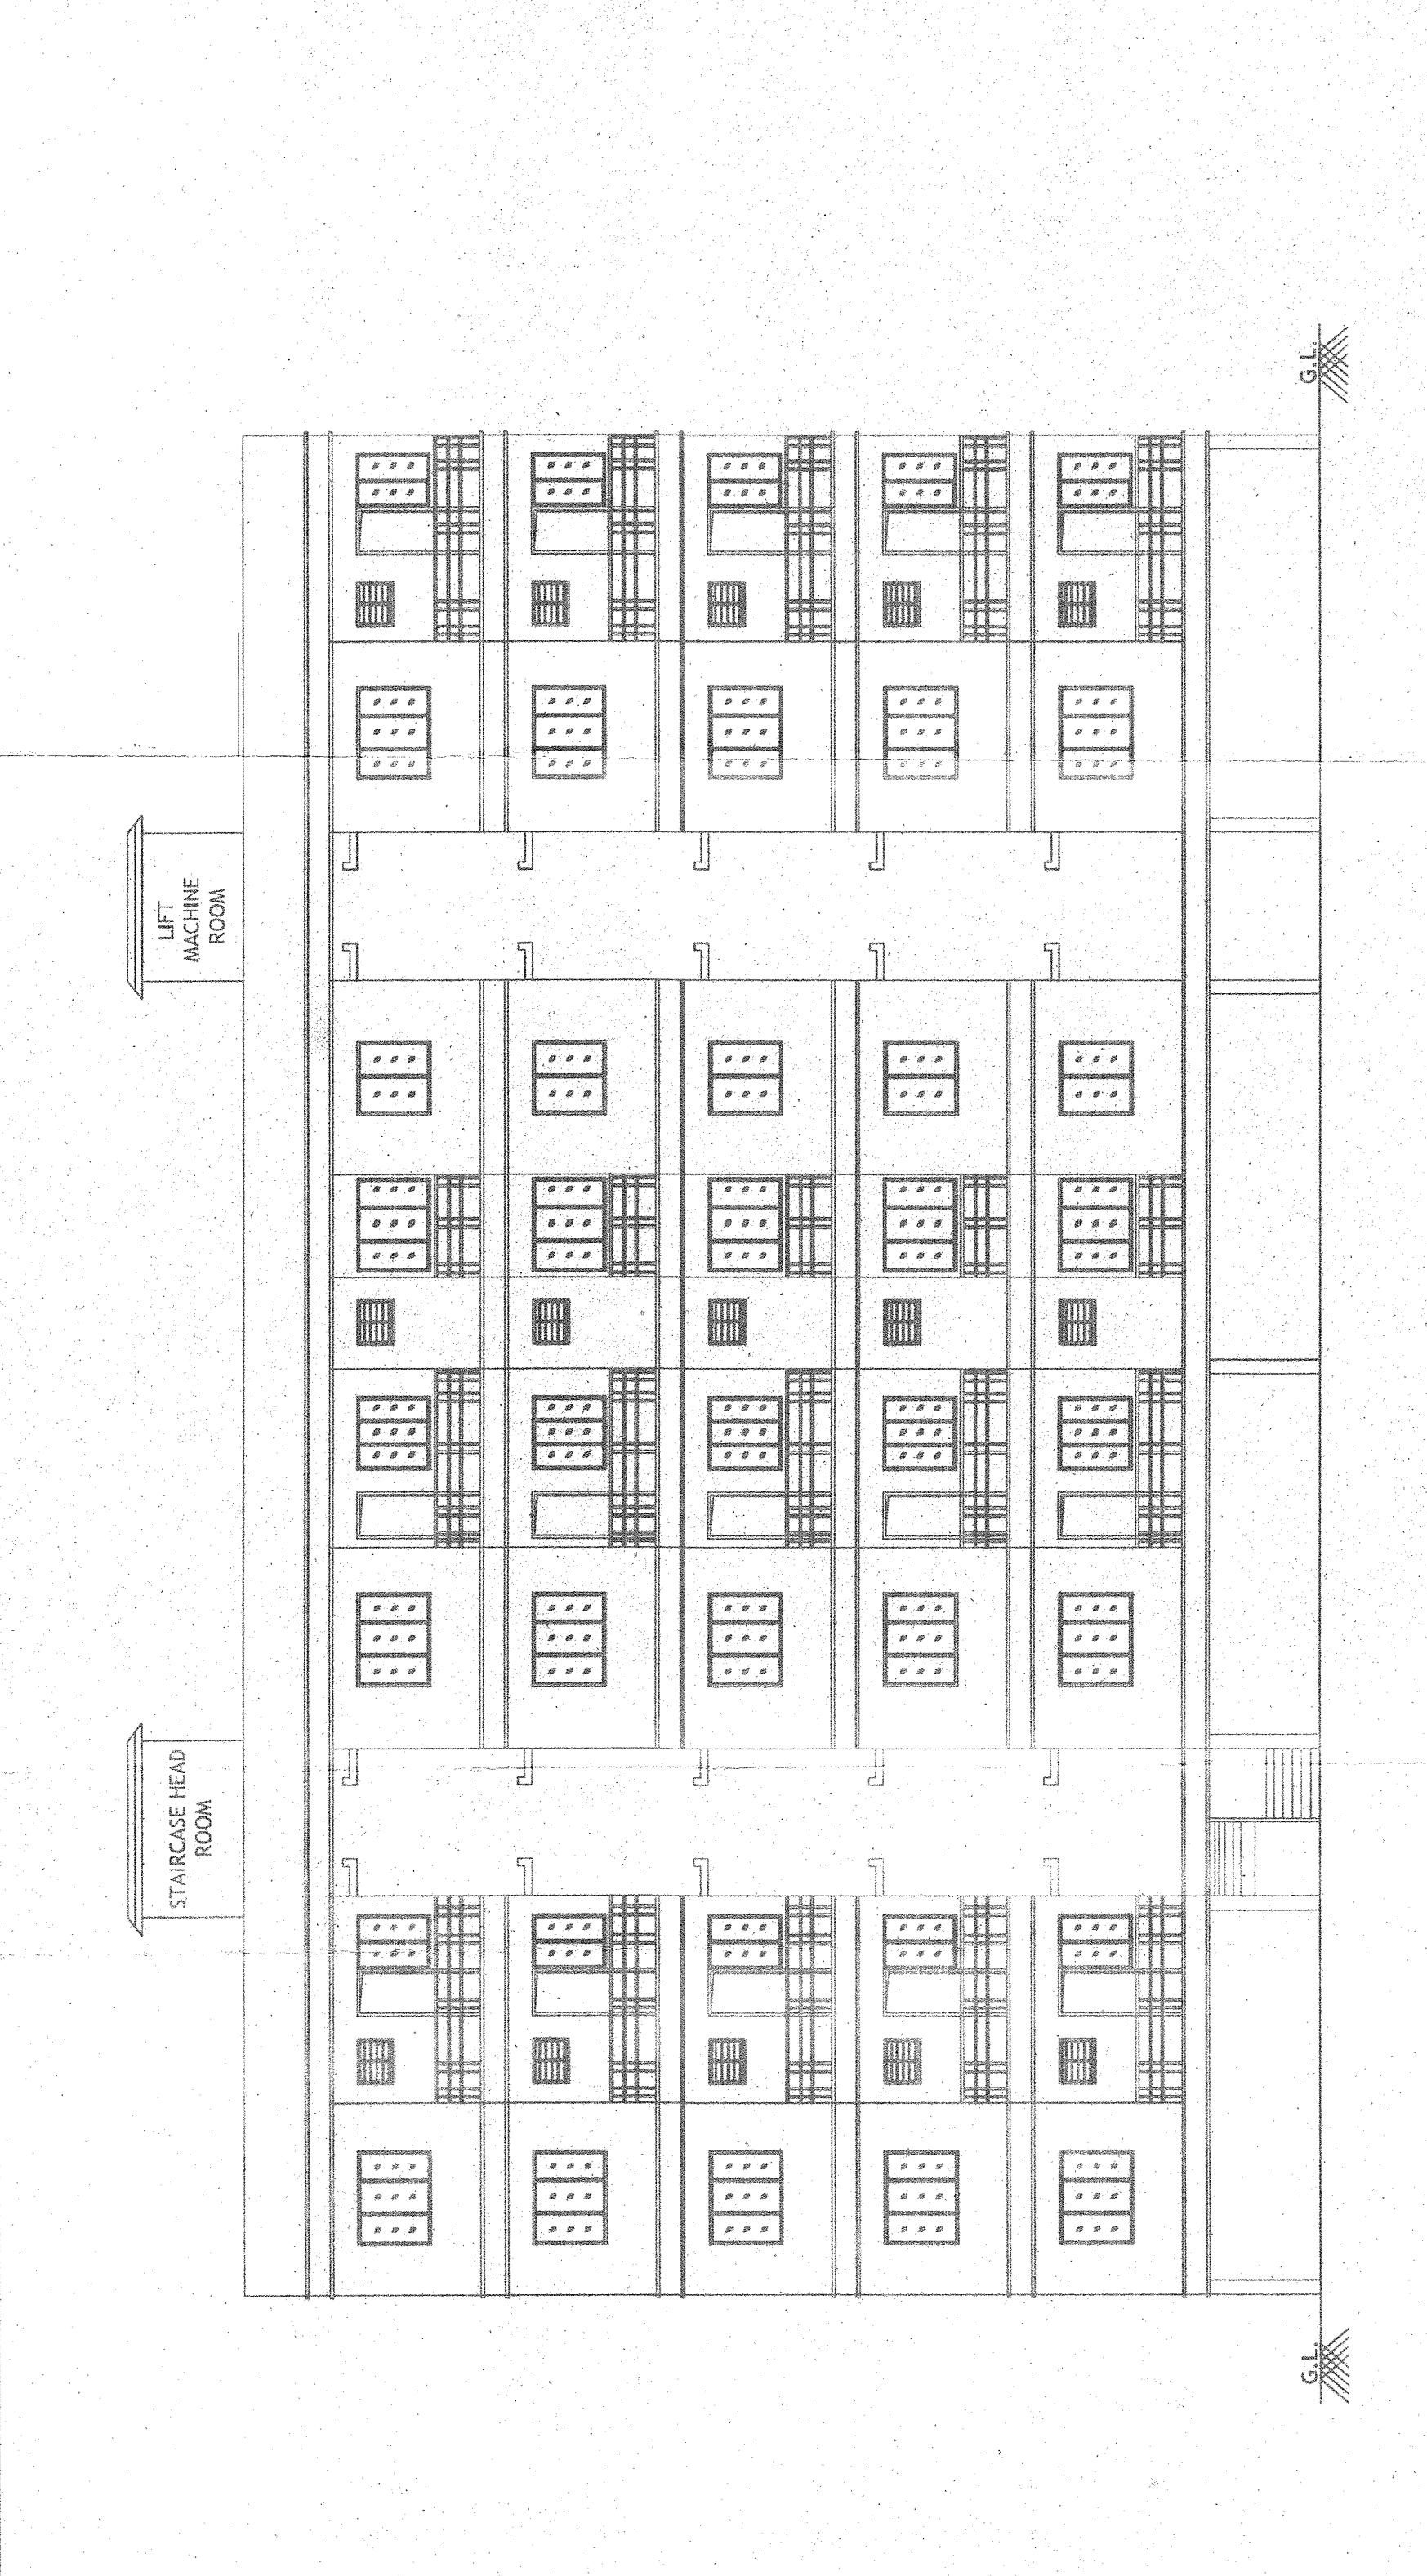 STAIRCASE HEAD
ROOM
LIFT
MACHINE
ROOM
G.L.
G.L.